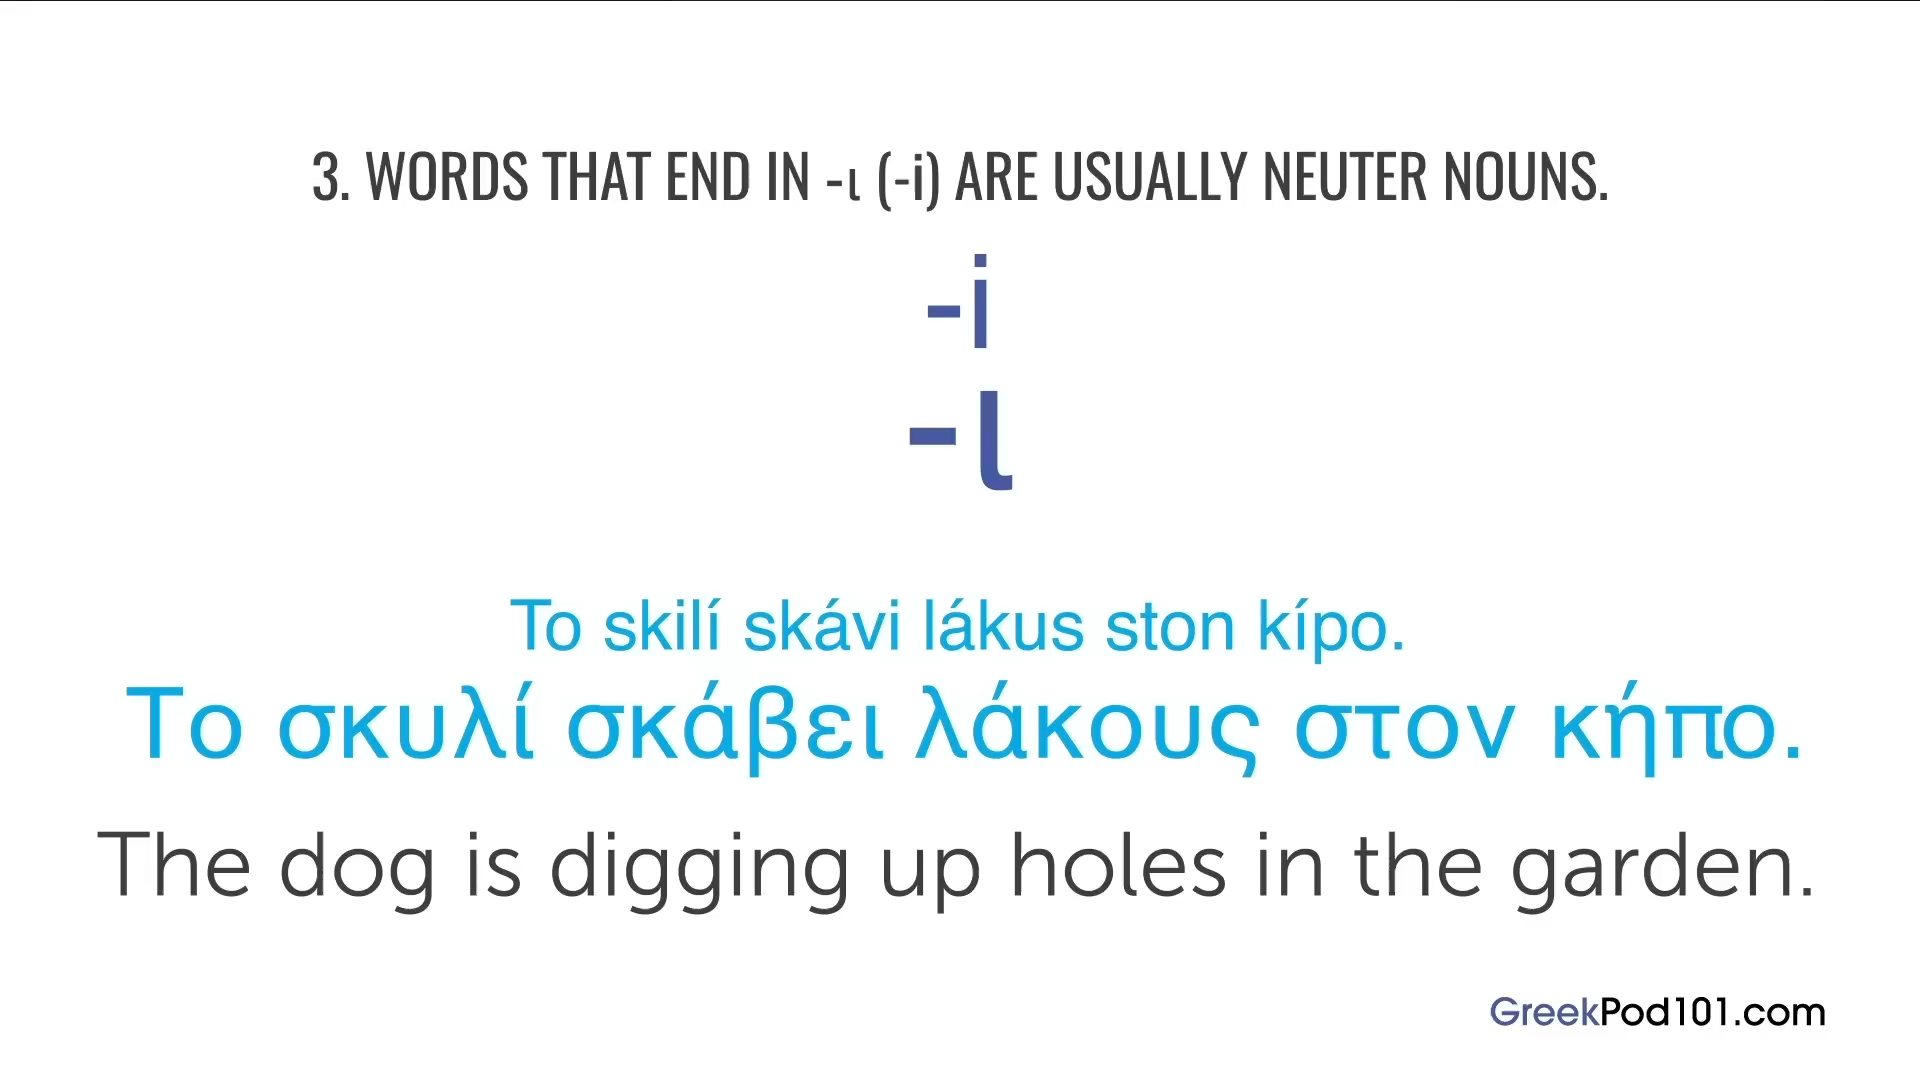 3. WORDS THAT END IN -ι (-i) ARE USUALLY NEUTER NOUNS.
-i
-ι
To skilí skávi lákus ston kípo.
Το σκυλί σκάβει λάκους στον κήπο.
The dog is digging up holes in the garden.
GreekPod101.com